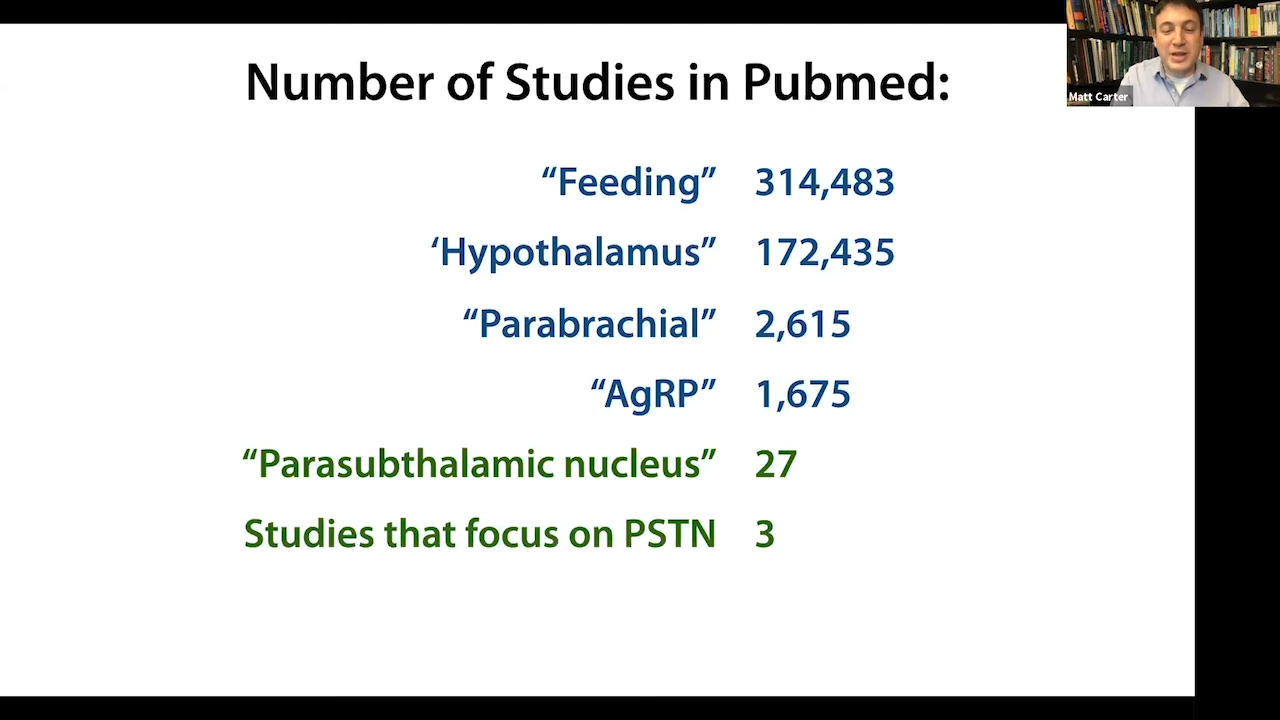 Number of Studies in Pubmed:
“Feeding” 314,483
‘Hypothalamus” 172,435
“Parabrachial” 2,615
“AgRP” 1,675
“Parasubthalamic nucleus” 27
Studies that focus on PSTN 3
Matt Carter